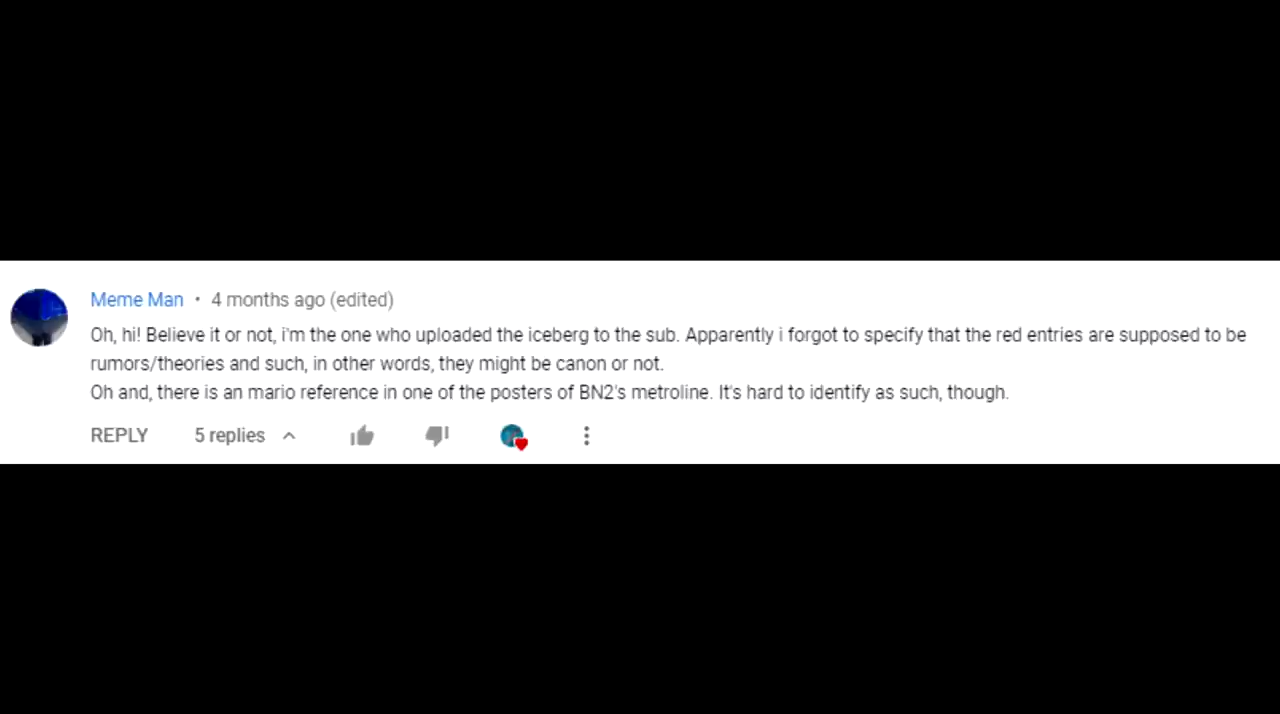 Meme Man • 4 months ago (edited)
Oh, hi! Believe it or not, i'm the one who uploaded the iceberg to the sub. Apparently i forgot to specify that the red entries are supposed to be
rumors/theories and such, in other words, they might be canon or not.
Oh and, there is an mario reference in one of the posters of BN2's metroline. It's hard to identify as such, though.
REPLY 5 replies